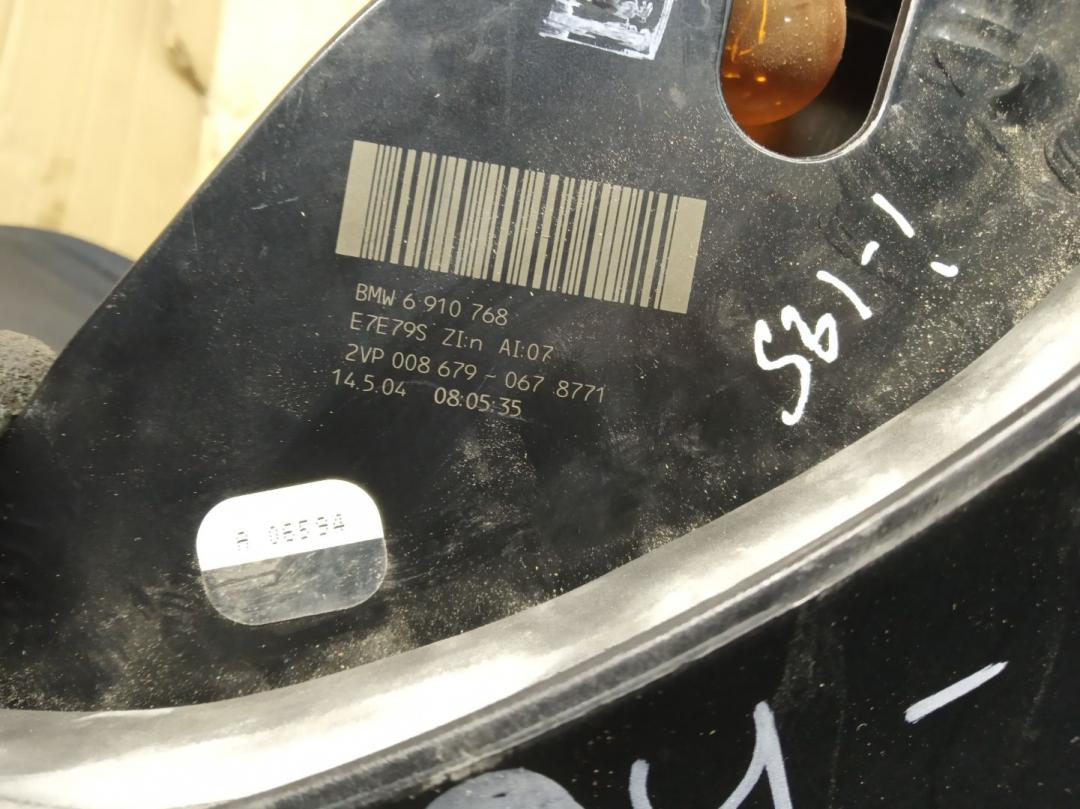 BMW 6 910 768
E7E79S ZI:n AI:07
2VP 008 679 - 067 8771
14.5.04 08:05:35
A 06594